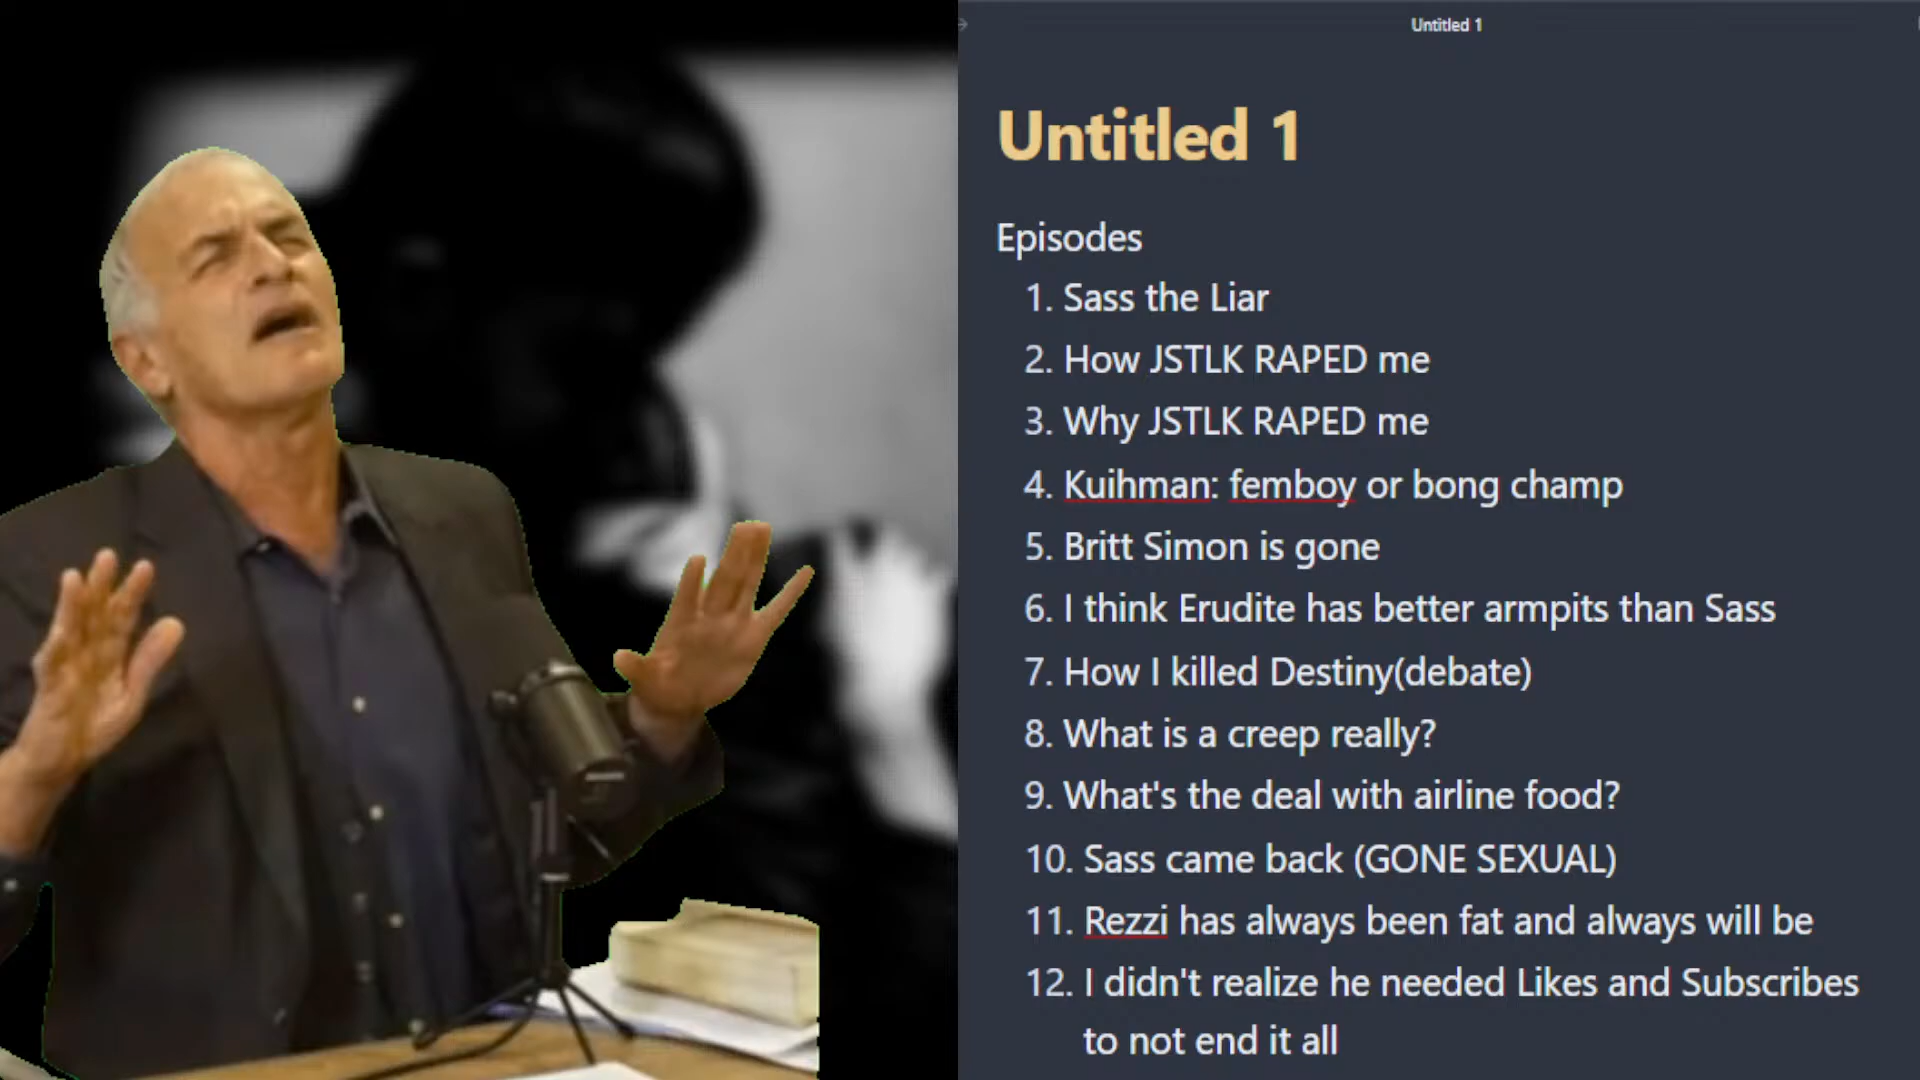 Untitled 1
Untitled 1
Episodes
1. Sass the Liar
2. How JSTLK RAPED me
3. Why JSTLK RAPED me
4. Kuihman: femboy or bong champ
5. Britt Simon is gone
6. I think Erudite has better armpits than Sass
7. How I killed Destiny(debate)
8. What is a creep really?
9. What's the deal with airline food?
10. Sass came back (GONE SEXUAL)
11. Rezzi has always been fat and always will be
12. I didn't realize he needed Likes and Subscribes
to not end it all